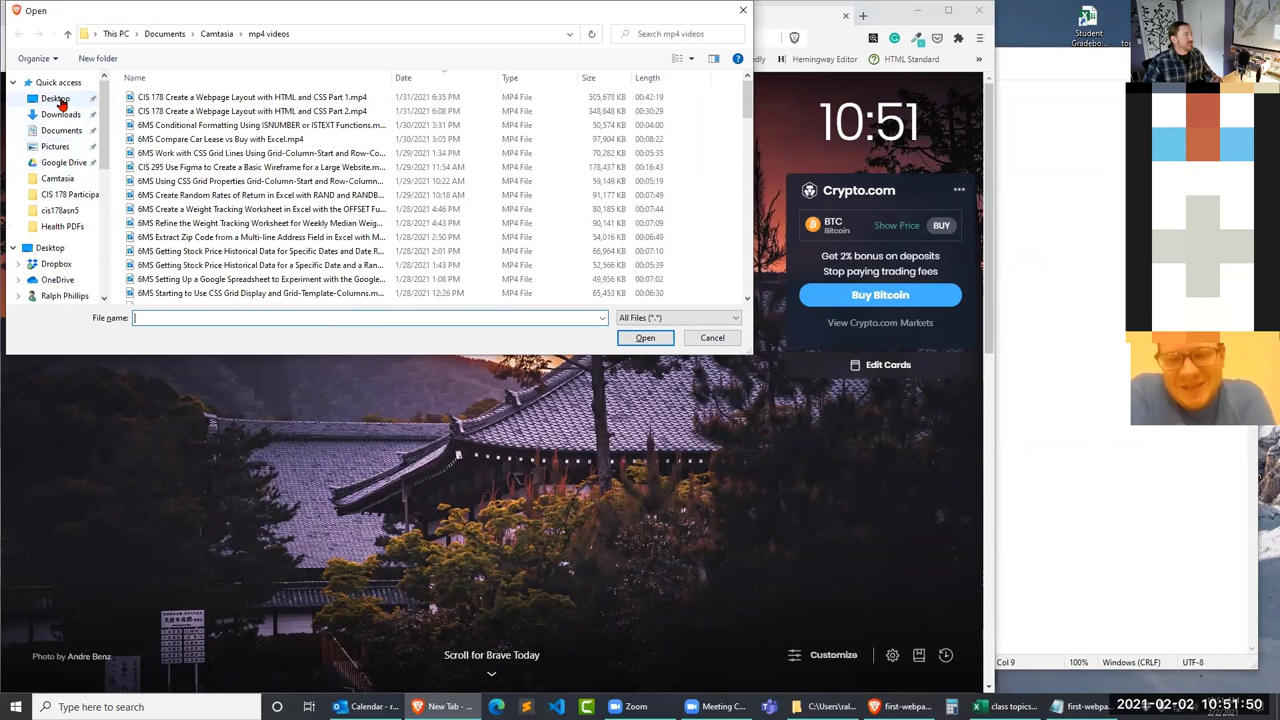 Open
This PC > Documents > Camtasia > mp4 videos
Search mp4 videos
Organize
New folder
Quick access
Desktop
Downloads
Documents
Pictures
Google Drive
Camtasia
CIS 178 Participa
cis178asn5
Health PDFs
Desktop
Dropbox
OneDrive
Ralph Phillips
Name Date Type Size Length
CIS 178 Create a Webpage Layout with HTML and CSS Part 1.mp4 1/31/2021 6:35 PM MP4 File 505,678 KB 00:42:19
CIS 178 Create a Webpage Layout with HTML and CSS Part 2.mp4 1/30/2021 6:08 PM MP4 File 348,648 KB 00:30:29
6MS Conditional Formatting Using ISNUMBER or ISTEXT Functions.m... 1/30/2021 3:31 PM MP4 File 50,574 KB 00:04:00
6MS Compare Car Lease vs Buy with Excel.mp4 1/30/2021 3:05 PM MP4 File 97,904 KB 00:08:22
6MS Work with CSS Grid Lines Using Grid-Column-Start and Row-Co... 1/29/2021 1:34 PM MP4 File 70,282 KB 00:05:35
CIS 295 Use Figma to Create a Basic Wireframe for a Large Website.mp4 1/29/2021 11:54 AM MP4 File 178,437 KB 00:16:43
6MS Using CSS Grid Properties Grid-Column-Start and Row-Column... 1/29/2021 10:22 AM MP4 File 59,149 KB 00:05:19
6MS Create Random Rates of Return in Excel with RAND and RANDB... 1/29/2021 10:18 AM MP4 File 91,177 KB 00:07:44
6MS Create a Weight Tracking Worksheet in Excel with the OFFSET Fu... 1/28/2021 4:46 PM MP4 File 80,185 KB 00:07:44
6MS Refine the Weight Tracking Worksheet for Weekly Median Weig... 1/28/2021 4:43 PM MP4 File 90,141 KB 00:07:09
6MS Extract Zip Code from a Multi-line Address Field in Excel with M... 1/28/2021 2:50 PM MP4 File 54,016 KB 00:06:49
6MS Getting Stock Price Historical Data for Specific Dates and Date R... 1/28/2021 2:01 PM MP4 File 66,964 KB 00:07:10
6MS Getting Stock Price Historical Data for a Specific Date and a Ran... 1/28/2021 1:43 PM MP4 File 52,566 KB 00:05:39
6MS Setting Up a Google Spreadsheet to Experiment with the Googl... 1/28/2021 1:08 PM MP4 File 49,956 KB 00:07:02
6MS Starting to Use CSS Grid Display and Grid-Template-Columns.m... 1/28/2021 12:26 PM MP4 File 65,453 KB 00:06:30
File name:
All Files (*.*)
Open
Cancel
Hemingway Editor
HTML Standard
Student
Gradebo...
10:51
Crypto.com
BTC
Bitcoin
Show Price
BUY
Get 2% bonus on deposits
Stop paying trading fees
Buy Bitcoin
View Crypto.com Markets
Edit Cards
Photo by Andre Benz
Scroll for Brave Today
Customize
Col 9
100%
Windows (CRLF)
UTF-8
Type here to search
Calendar - r...
New Tab - ...
Zoom
Meeting C...
C:\Users\ral...
first-webpa...
class topics...
first-webpa...
2021-02-02 10:51:50